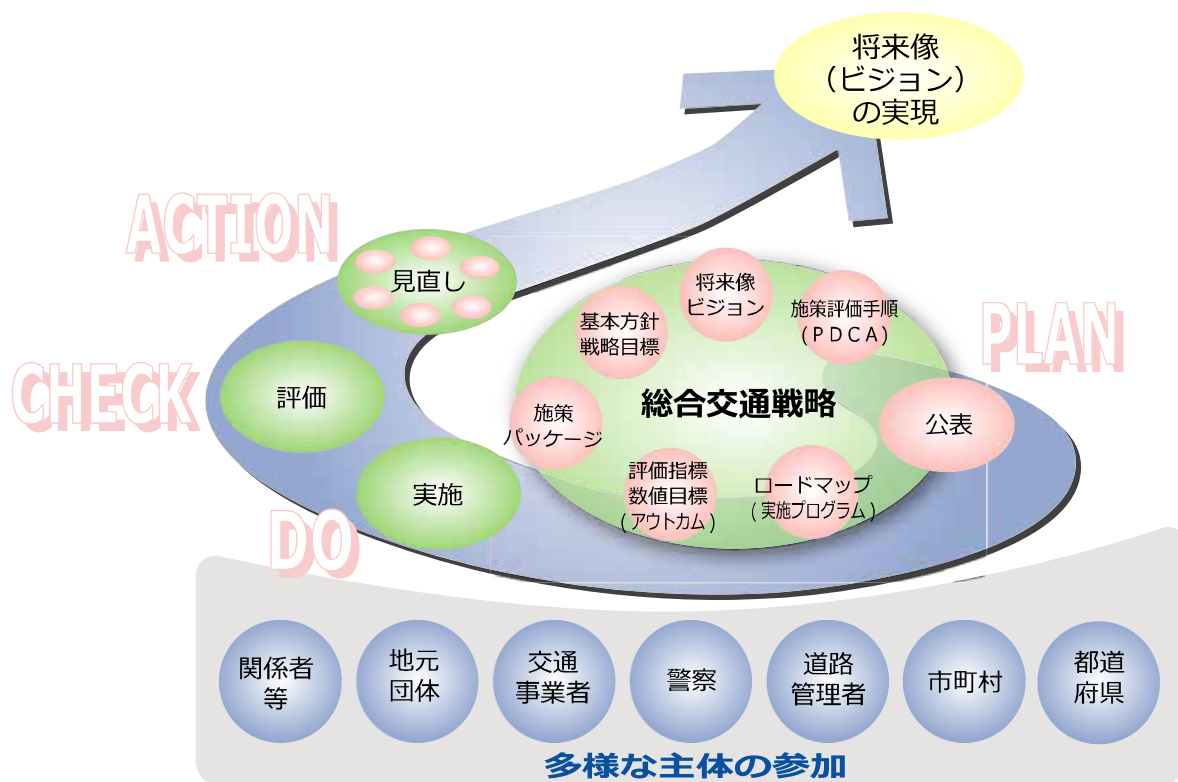 将来像
（ビジョン）
の実現
ACTION
見直し
将来像
ビジョン
施策評価手順
(ＰＤＣＡ)
基本方針
戦略目標
PLAN
CHECK
評価
総合交通戦略
公表
施策
パッケージ
評価指標
数値目標
(アウトカム)
ロードマップ
(実施プログラム)
実施
DO
関係者
等
地元
団体
交通
事業者
警察
道路
管理者
市町村
都道
府県
多様な主体の参加